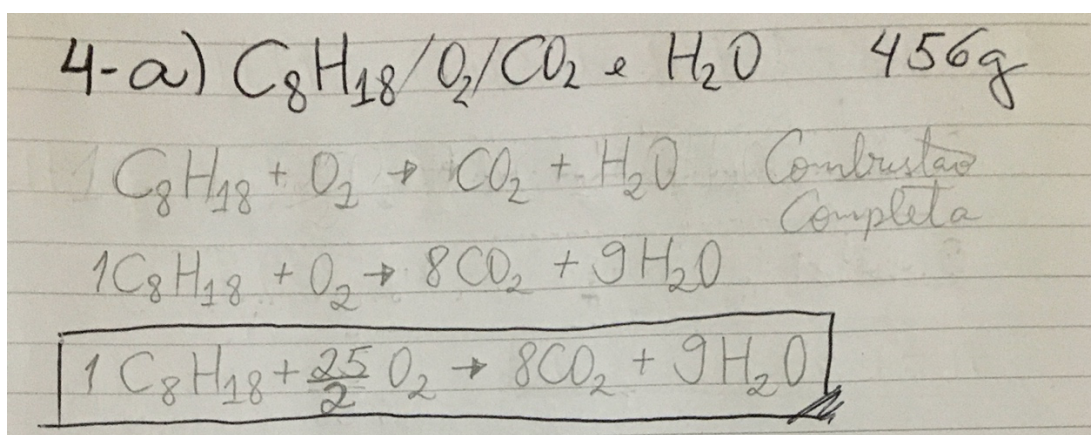 4-a) C₈H₁₈/O₂/CO₂ e H₂O 456g
C₈H₁₈ + O₂ → CO₂ + H₂O Combustão
Completa
1C₈H₁₈ + O₂ → 8CO₂ + 9H₂O
1 C₈H₁₈ + 25/2 O₂ → 8CO₂ + 9H₂O